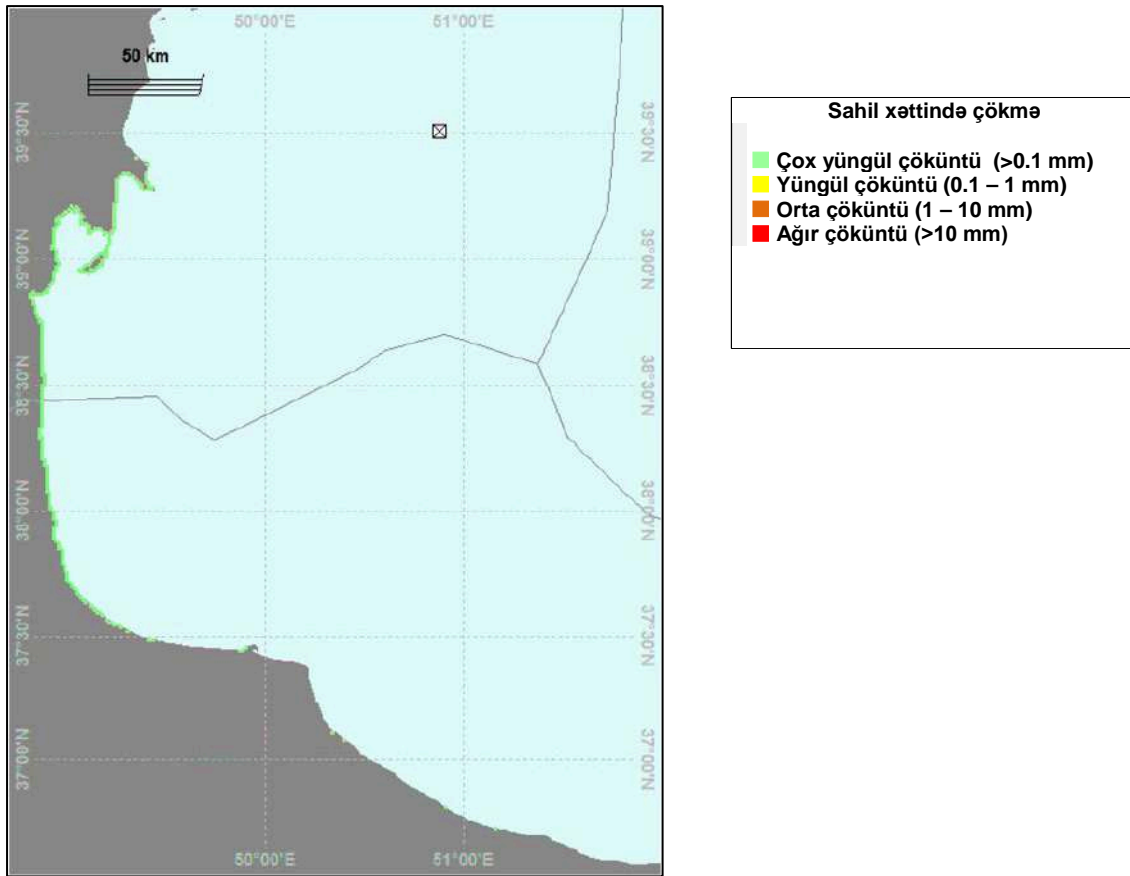 50°00'E 51°00'E
50 km
39°30'N 39°30'N
39°00'N 39°00'N
38°30'N 38°30'N
38°00'N 38°00'N
37°30'N 37°30'N
37°00'N 37°00'N
50°00'E 51°00'E
Sahil xəttində çökmə
Çox yüngül çöküntü (>0.1 mm)
Yüngül çöküntü (0.1 – 1 mm)
Orta çöküntü (1 – 10 mm)
Ağır çöküntü (>10 mm)